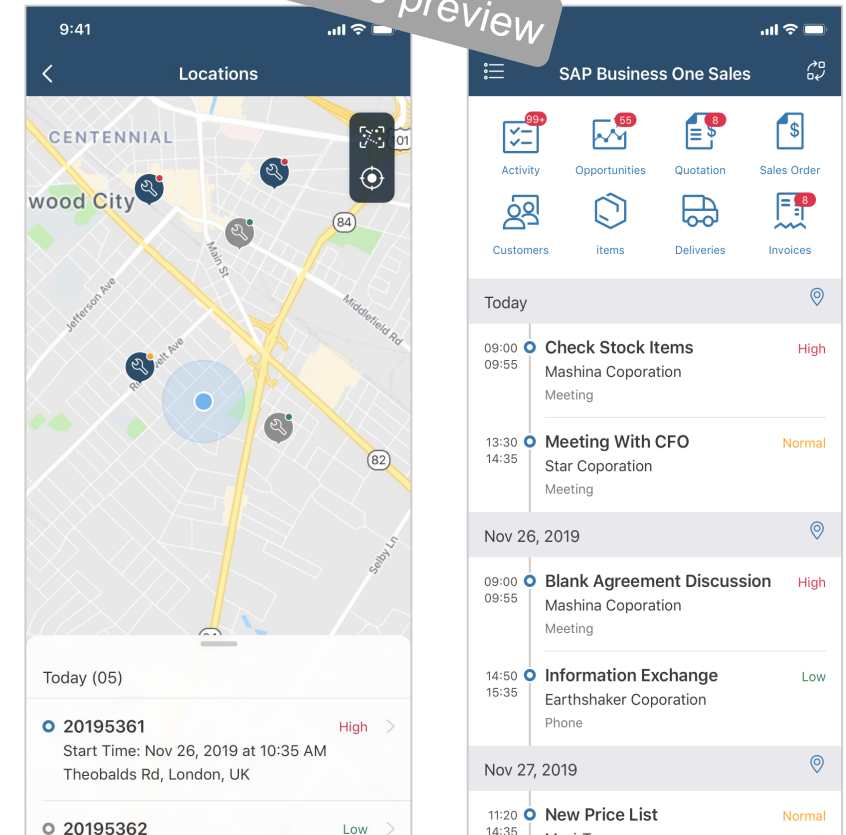 preview
9:41
Locations
CENTENNIAL
wood City
101
84
Main St
Jefferson Ave
Middlefield Rd
82
Selby Ln
Today (05)
20195361
High
Start Time: Nov 26, 2019 at 10:35 AM
Theobalds Rd, London, UK
20195362
Low
SAP Business One Sales
99+
55
8
Activity
Opportunities
Quotation
Sales Order
8
Customers
items
Deliveries
Invoices
Today
09:00
Check Stock Items
High
09:55
Mashina Coporation
Meeting
13:30
Meeting With CFO
Normal
14:35
Star Coporation
Meeting
Nov 26, 2019
09:00
Blank Agreement Discussion
High
09:55
Mashina Coporation
Meeting
14:50
Information Exchange
Low
15:35
Earthshaker Coporation
Phone
Nov 27, 2019
11:20
New Price List
Normal
14:35